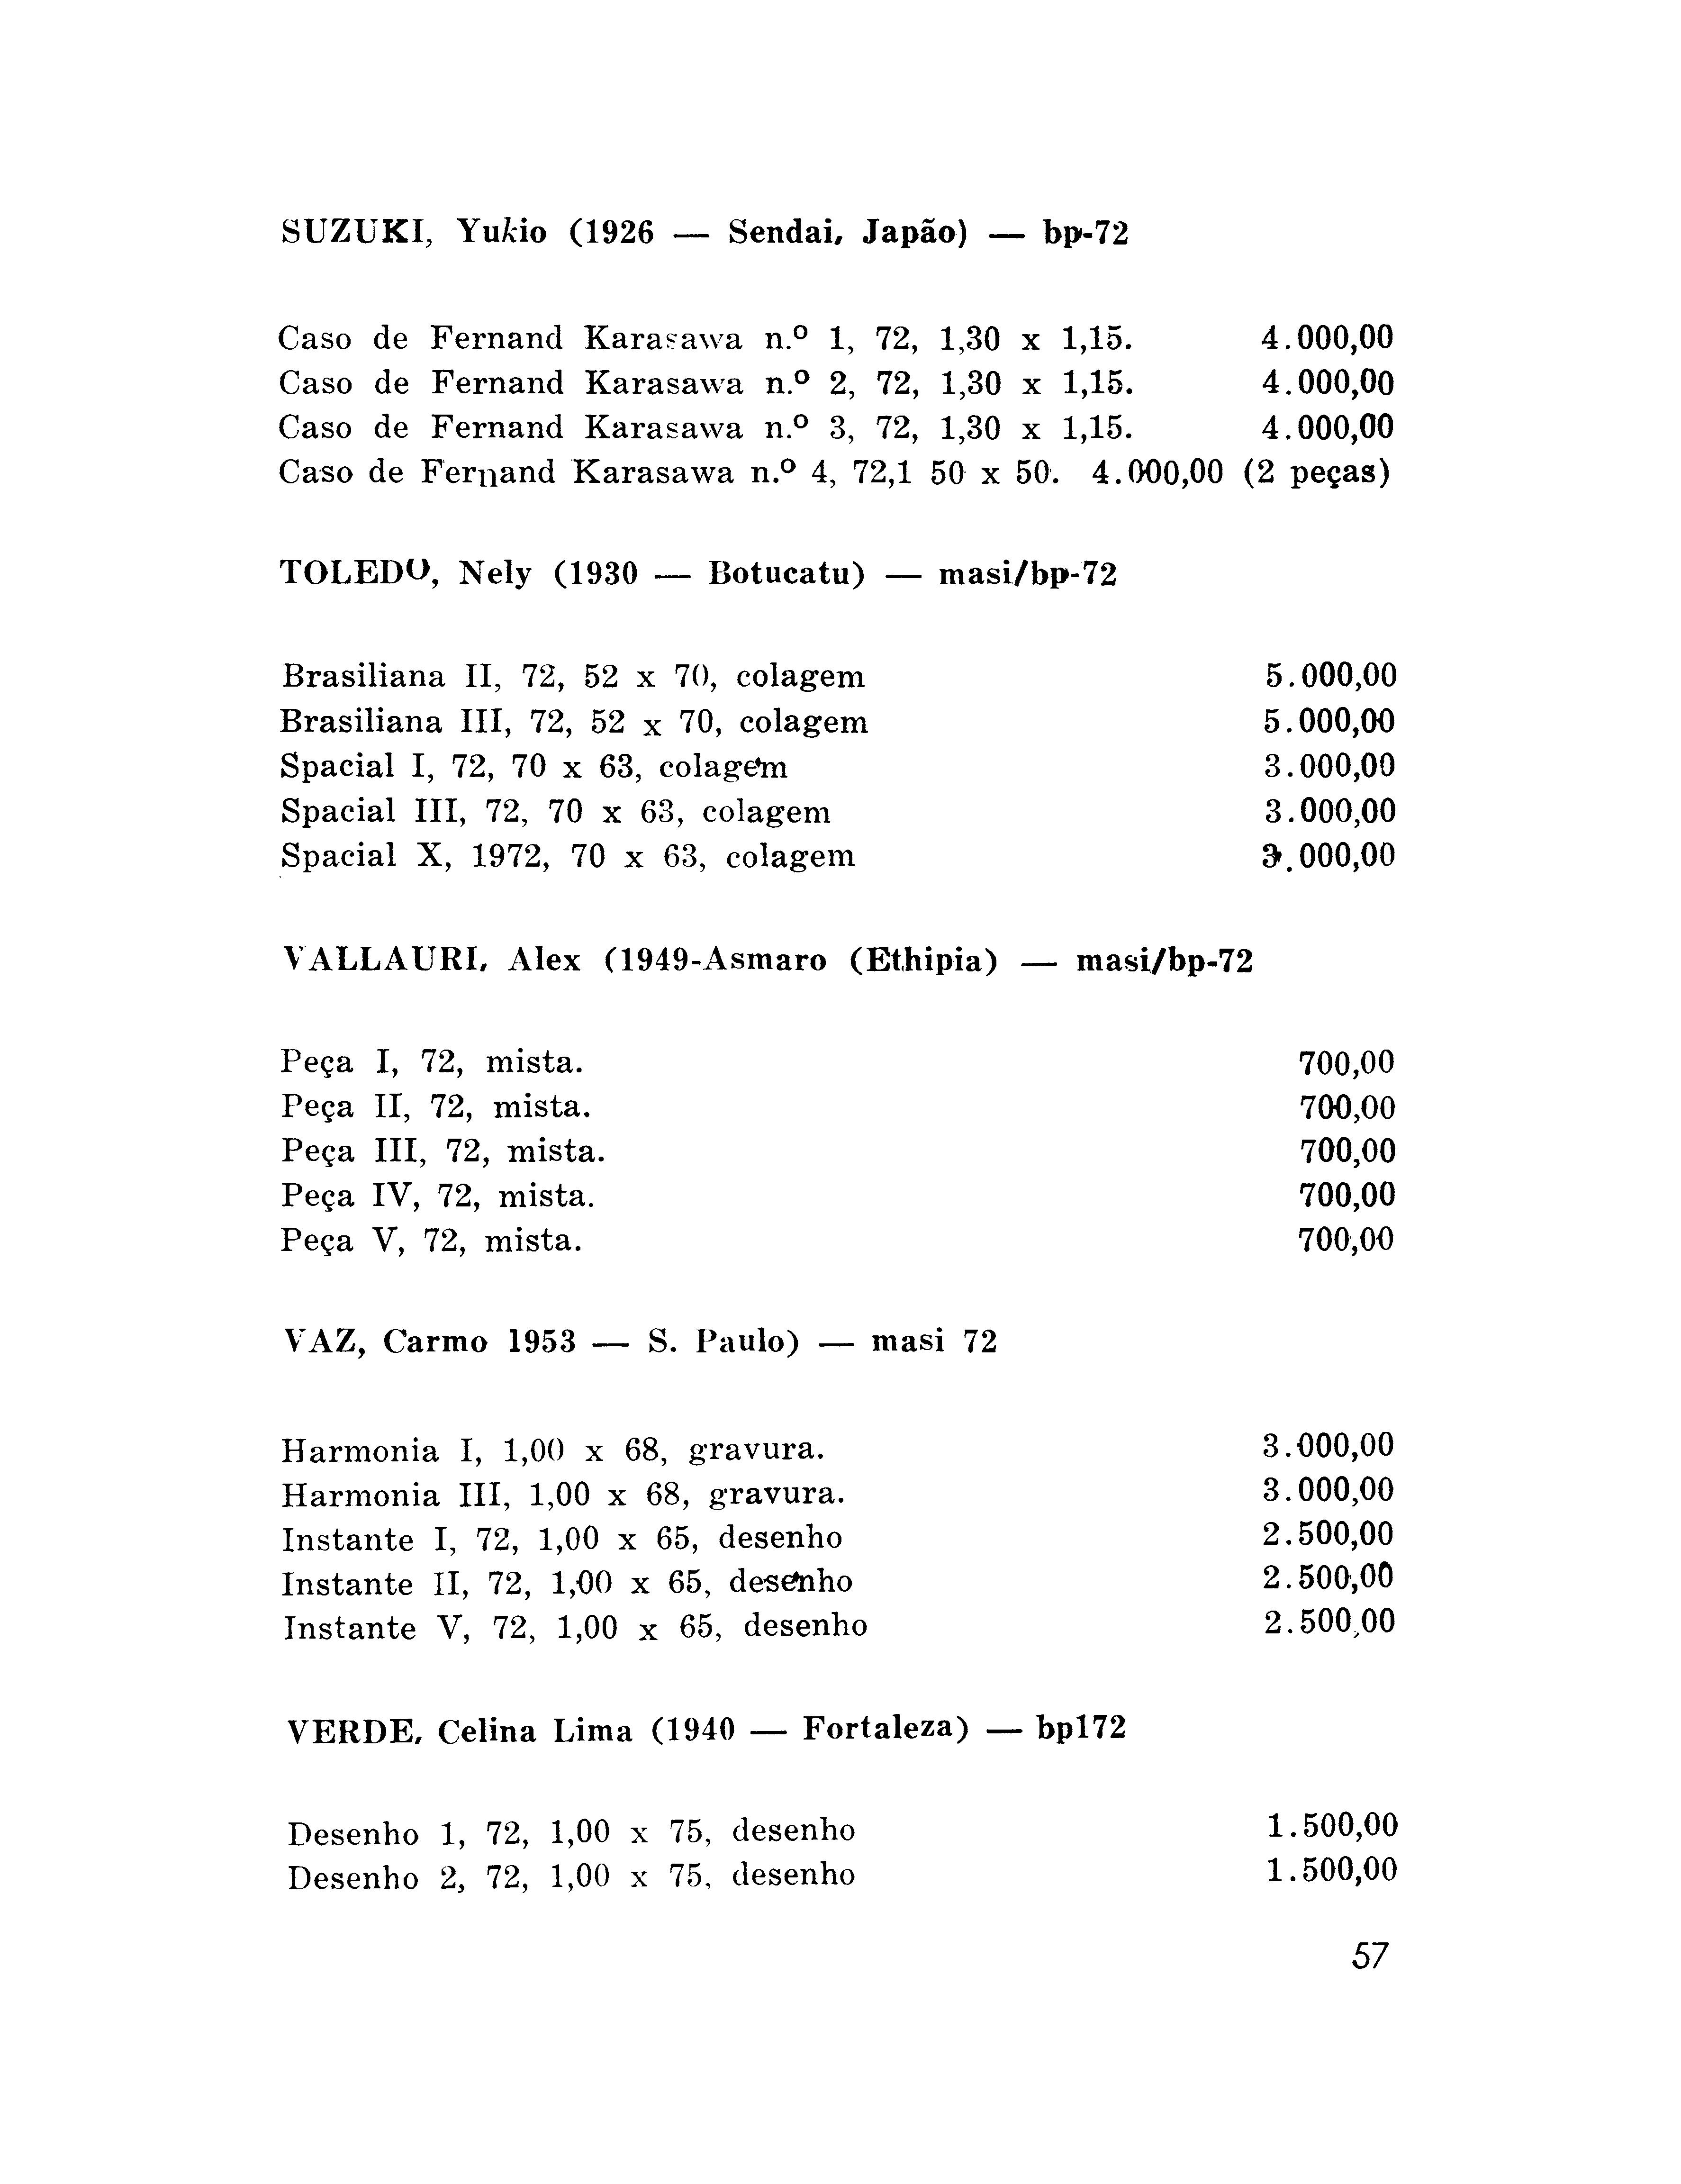 SUZUKI, Yukio (1926 — Sendai, Japão) — bp-72
Caso de Fernand Karasawa n.º 1, 72, 1,30 x 1,15. 4.000,00
Caso de Fernand Karasawa n.º 2, 72, 1,30 x 1,15. 4.000,00
Caso de Fernand Karasawa n.º 3, 72, 1,30 x 1,15. 4.000,00
Caso de Fernand Karasawa n.º 4, 72,1 50 x 50. 4.000,00 (2 peças)
TOLEDO, Nely (1930 — Botucatu) — masi/bp-72
Brasiliana II, 72, 52 x 70, colagem 5.000,00
Brasiliana III, 72, 52 x 70, colagem 5.000,00
Spacial I, 72, 70 x 63, colagem 3.000,00
Spacial III, 72, 70 x 63, colagem 3.000,00
Spacial X, 1972, 70 x 63, colagem 3.000,00
VALLAURI, Alex (1949-Asmaro (Ethipia) — masi/bp-72
Peça I, 72, mista. 700,00
Peça II, 72, mista. 700,00
Peça III, 72, mista. 700,00
Peça IV, 72, mista. 700,00
Peça V, 72, mista. 700,00
VAZ, Carmo 1953 — S. Paulo) — masi 72
Harmonia I, 1,00 x 68, gravura. 3.000,00
Harmonia III, 1,00 x 68, gravura. 3.000,00
Instante I, 72, 1,00 x 65, desenho 2.500,00
Instante II, 72, 1,00 x 65, desenho 2.500,00
Instante V, 72, 1,00 x 65, desenho 2.500,00
VERDE, Celina Lima (1940 — Fortaleza) — bp172
Desenho 1, 72, 1,00 x 75, desenho 1.500,00
Desenho 2, 72, 1,00 x 75, desenho 1.500,00
57